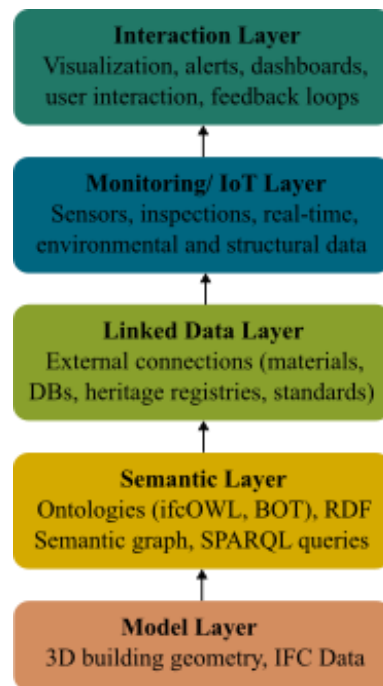 Interaction Layer
Visualization, alerts, dashboards,
user interaction, feedback loops
Monitoring/ IoT Layer
Sensors, inspections, real-time,
environmental and structural data
Linked Data Layer
External connections (materials,
DBs, heritage registries, standards)
Semantic Layer
Ontologies (ifcOWL, BOT), RDF
Semantic graph, SPARQL queries
Model Layer
3D building geometry, IFC Data